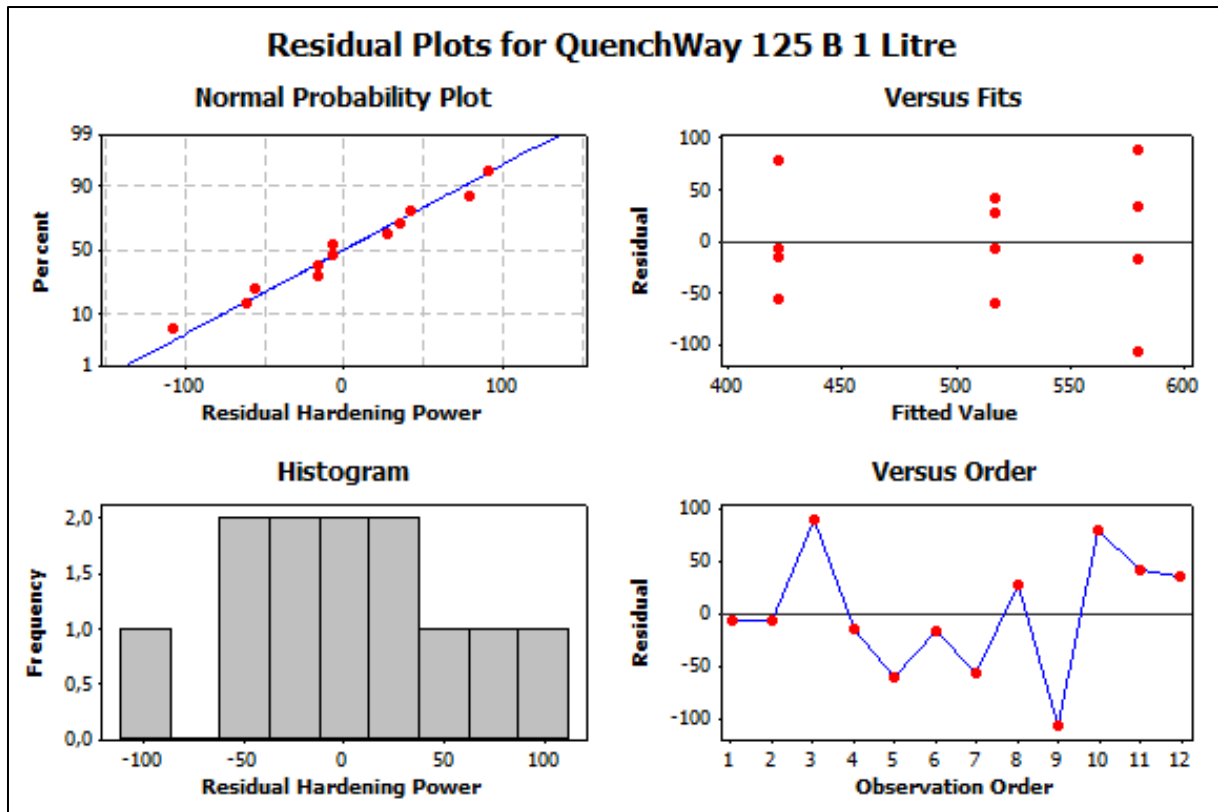 Residual Plots for QuenchWay 125 B 1 Litre
Normal Probability Plot
99
90
50
10
1
Percent
-100 0 100
Residual Hardening Power
Versus Fits
100
50
0
-50
-100
Residual
400 450 500 550 600
Fitted Value
Histogram
2,0
1,5
1,0
0,5
0,0
Frequency
-100 -50 0 50 100
Residual Hardening Power
Versus Order
100
50
0
-50
-100
Residual
1 2 3 4 5 6 7 8 9 10 11 12
Observation Order